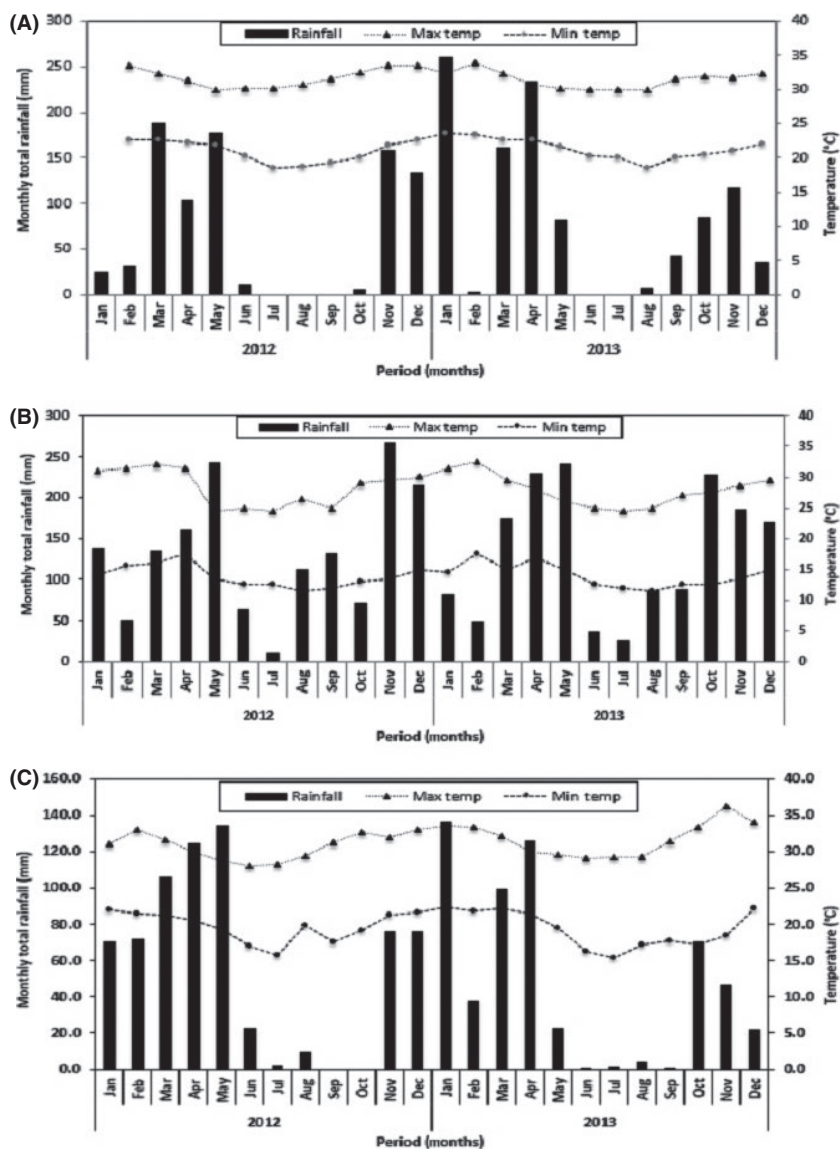 (A)
Rainfall Max temp Min temp
300 250 200 150 100 50 0
Monthly total rainfall (mm)
40 35 30 25 20 15 10 5 0
Temperature (°C)
Jan Feb Mar Apr May Jun Jul Aug Sep Oct Nov Dec Jan Feb Mar Apr May Jun Jul Aug Sep Oct Nov Dec
2012 2013
Period (months)
(B)
Rainfall Max temp Min temp
300 250 200 150 100 50 0
Monthly total rainfall (mm)
40 35 30 25 20 15 10 5 0
Temperature (°C)
Jan Feb Mar Apr May Jun Jul Aug Sep Oct Nov Dec Jan Feb Mar Apr May Jun Jul Aug Sep Oct Nov Dec
2012 2013
Period (months)
(C)
Rainfall Max temp Min temp
160.0 140.0 120.0 100.0 80.0 60.0 40.0 20.0 0.0
Monthly total rainfall (mm)
40.0 35.0 30.0 25.0 20.0 15.0 10.0 5.0 0.0
Temperature (°C)
Jan Feb Mar Apr May Jun Jul Aug Sep Oct Nov Dec Jan Feb Mar Apr May Jun Jul Aug Sep Oct Nov Dec
2012 2013
Period (months)